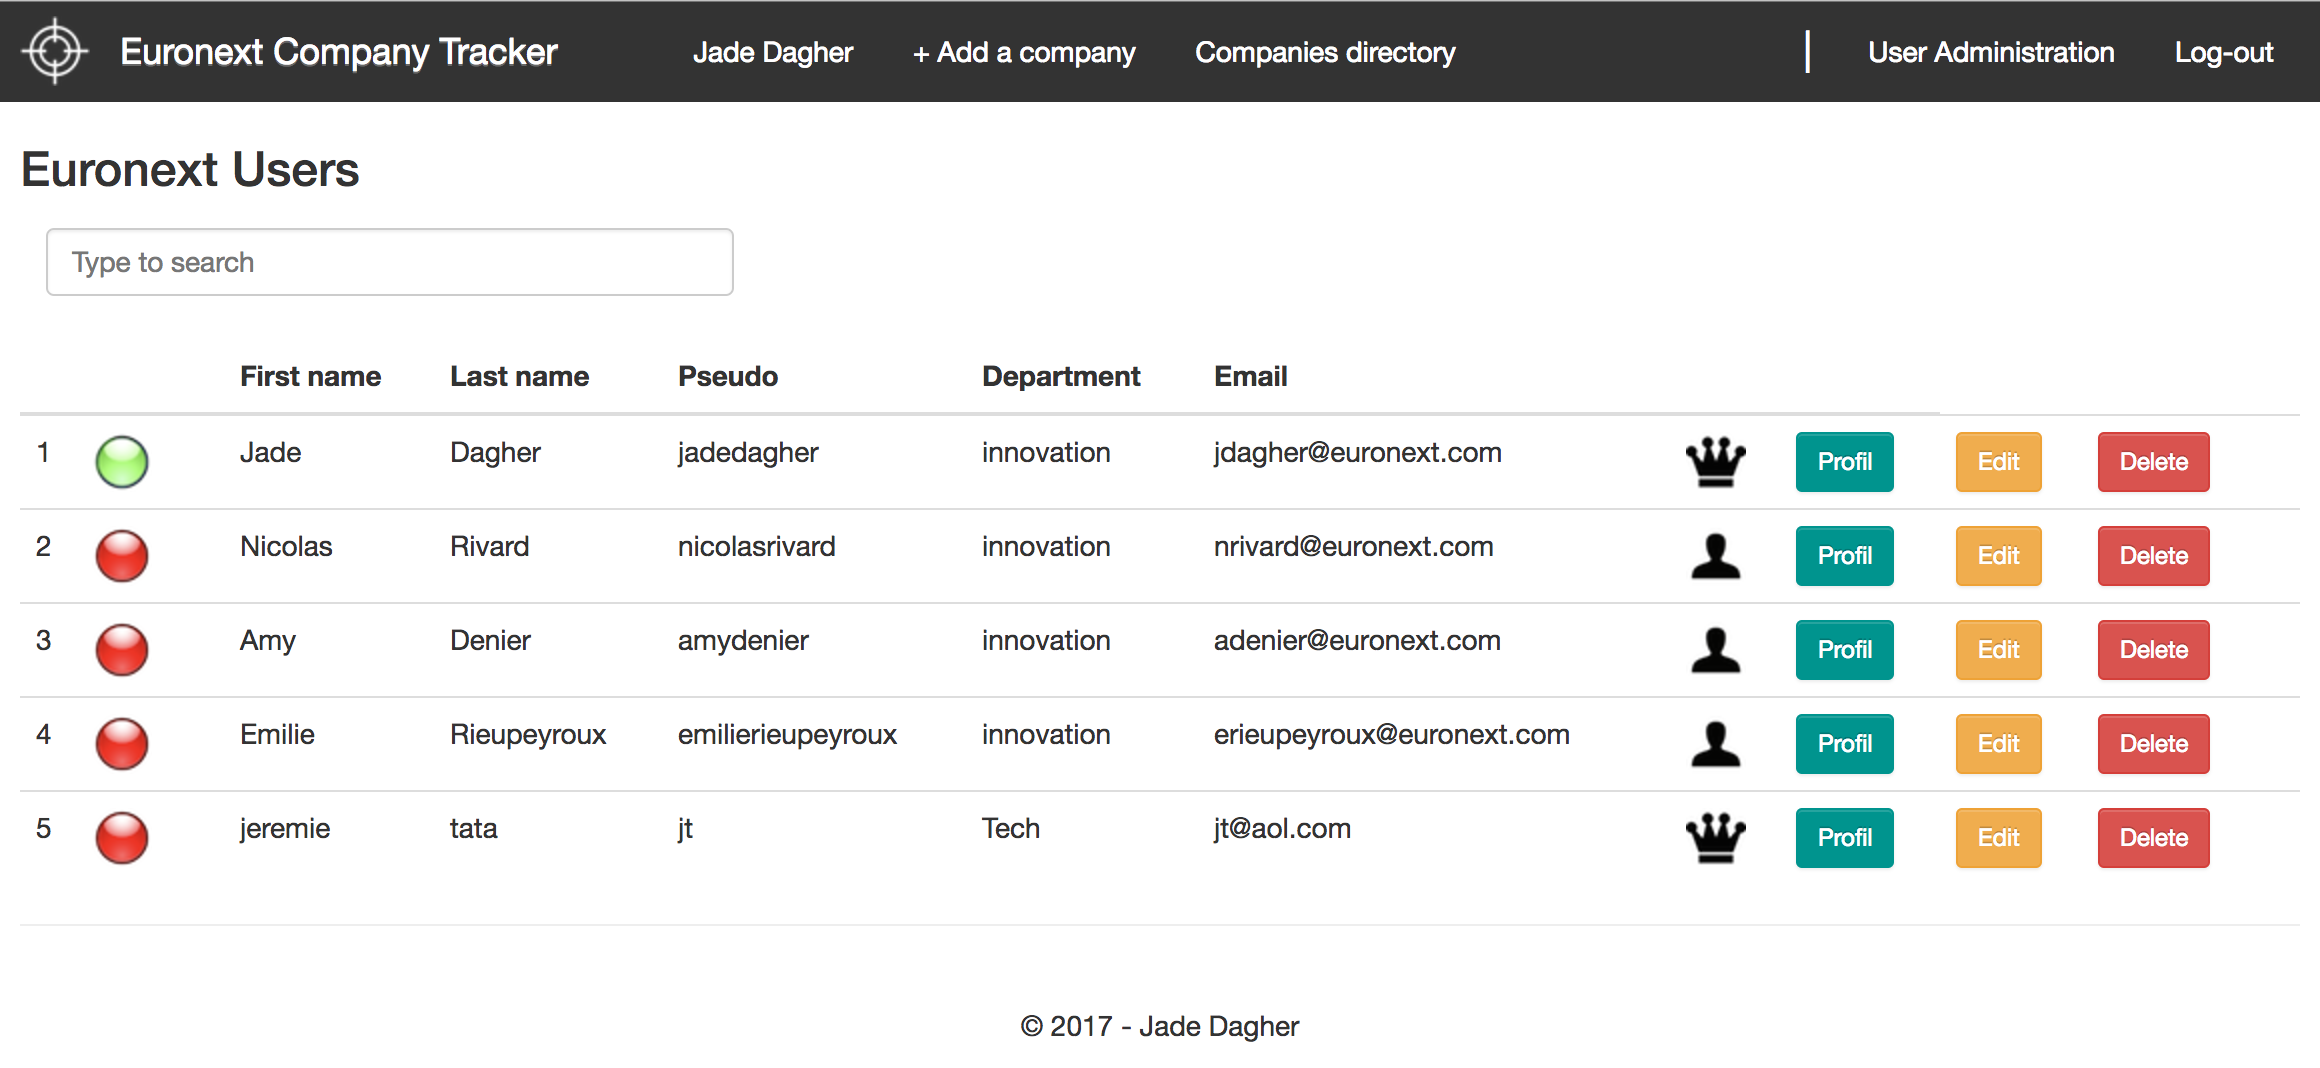 Euronext Company Tracker Jade Dagher + Add a company Companies directory | User Administration Log-out
Euronext Users
Type to search
First name Last name Pseudo Department Email
1 Jade Dagher jadedagher innovation jdagher@euronext.com Profil Edit Delete
2 Nicolas Rivard nicolasrivard innovation nrivard@euronext.com Profil Edit Delete
3 Amy Denier amydenier innovation adenier@euronext.com Profil Edit Delete
4 Emilie Rieupeyroux emilierieupeyroux innovation erieupeyroux@euronext.com Profil Edit Delete
5 jeremie tata jt Tech jt@aol.com Profil Edit Delete
© 2017 - Jade Dagher